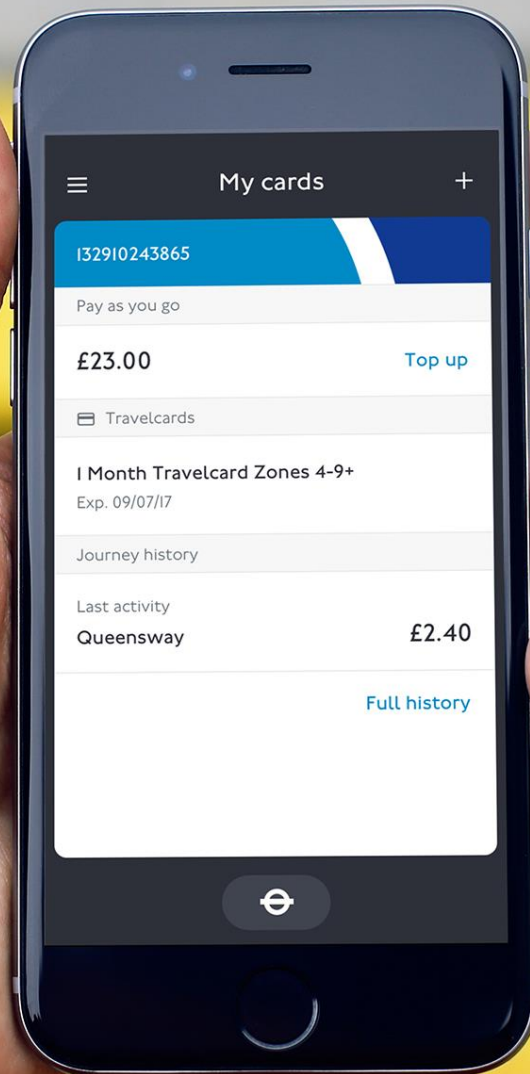 My cards
132910243865
Pay as you go
£23.00 Top up
Travelcards
1 Month Travelcard Zones 4-9+
Exp. 09/07/17
Journey history
Last activity
Queensway £2.40
Full history